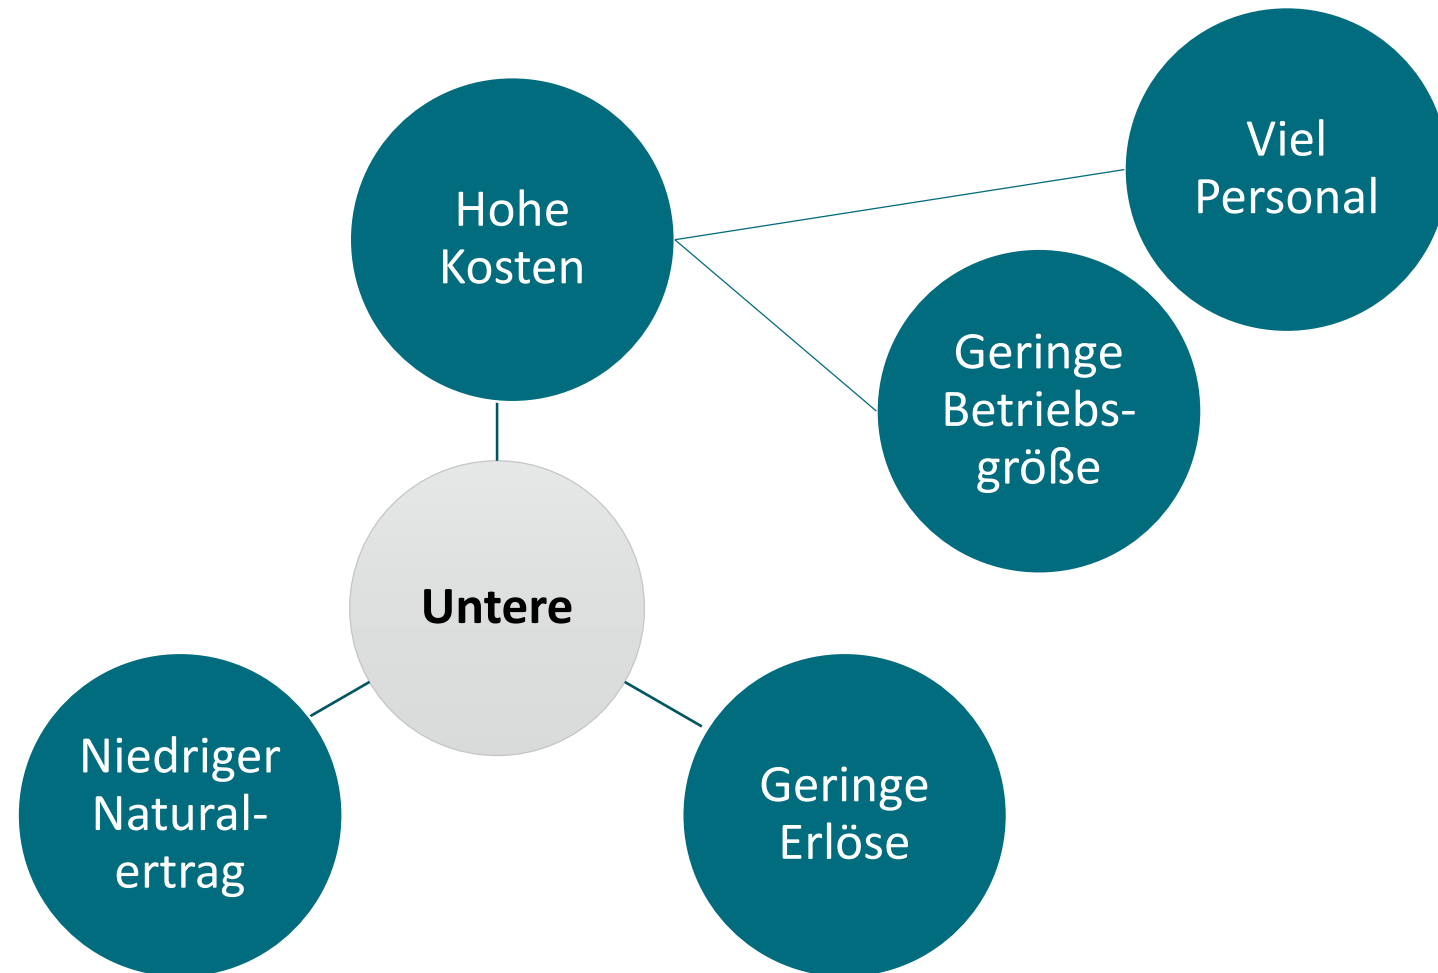 Viel
Personal
Hohe
Kosten
Geringe
Betriebs-
größe
Untere
Niedriger
Natural-
ertrag
Geringe
Erlöse